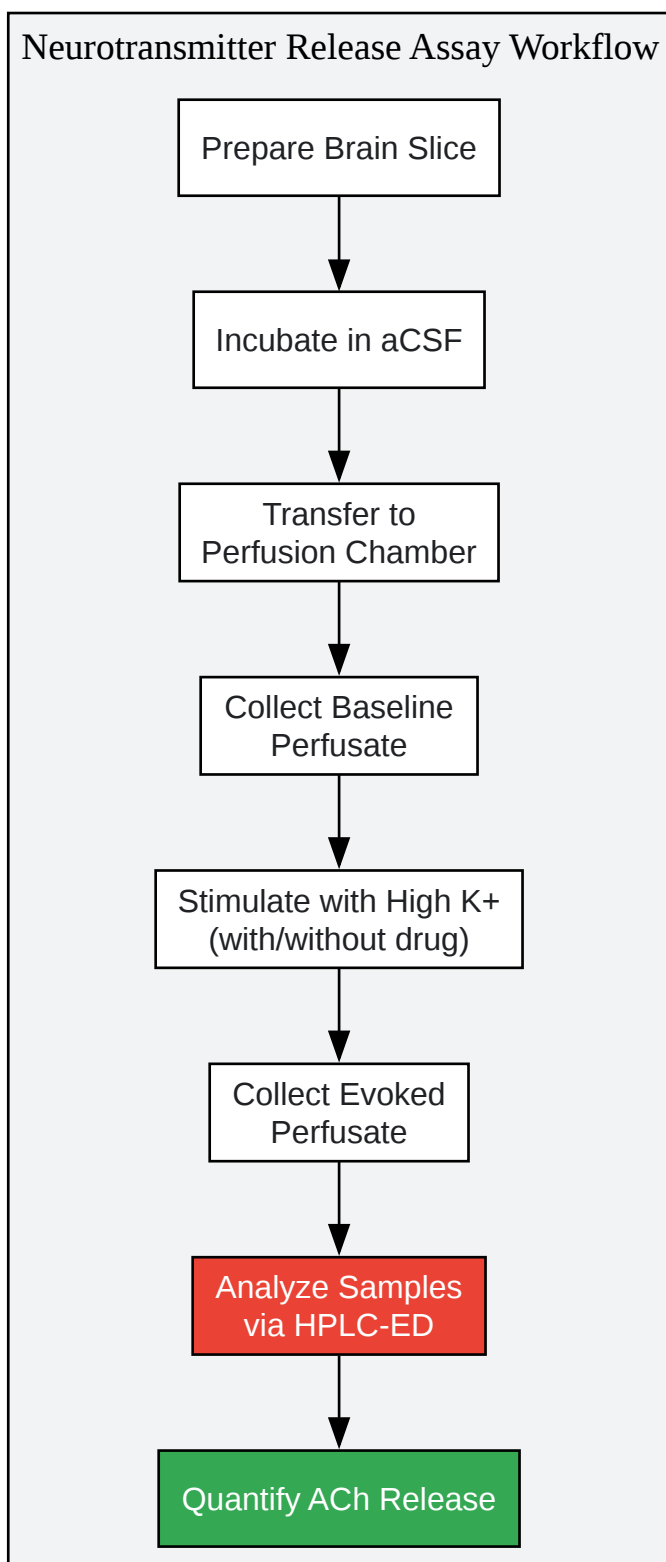 Neurotransmitter Release Assay Workflow
Prepare Brain Slice
Incubate in aCSF
Transfer to
Perfusion Chamber
Collect Baseline
Perfusate
Stimulate with High K+
(with/without drug)
Collect Evoked
Perfusate
Analyze Samples
via HPLC-ED
Quantify ACh Release